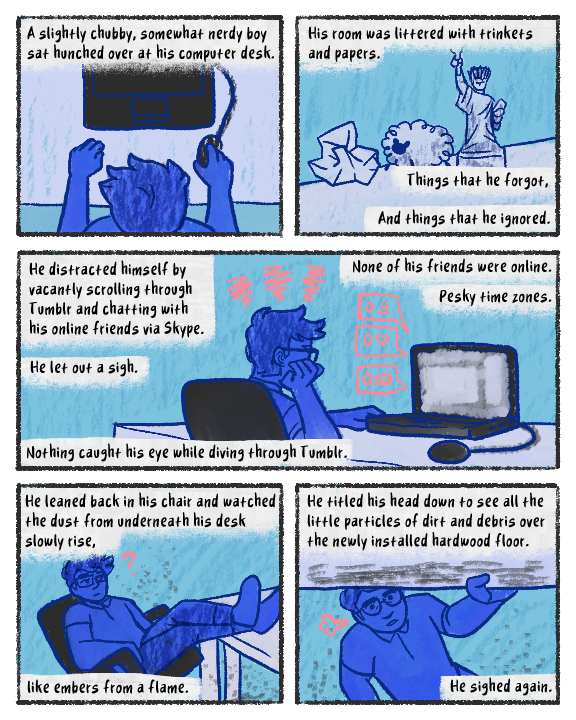 A slightly chubby, somewhat nerdy boy
sat hunched over at his computer desk.
His room was littered with trinkets
and papers.
Things that he forgot,
And things that he ignored.
He distracted himself by
vacantly scrolling through
Tumblr and chatting with
his online friends via Skype.
He let out a sigh.
None of his friends were online.
Pesky time zones.
Nothing caught his eye while diving through Tumblr.
He leaned back in his chair and watched
the dust from underneath his desk
slowly rise,
like embers from a flame.
He titled his head down to see all the
little particles of dirt and debris over
the newly installed hardwood floor.
He sighed again.